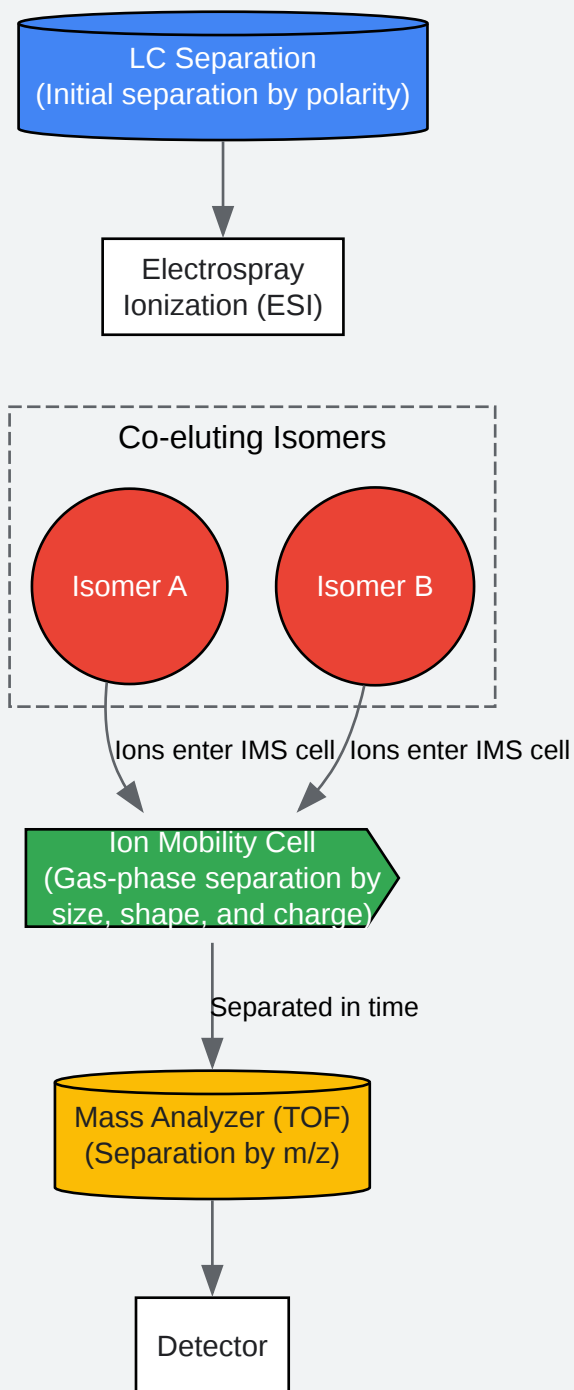 LC Separation
(Initial separation by polarity)
Electrospray
Ionization (ESI)
Co-eluting Isomers
Isomer A
Isomer B
Ions enter IMS cell
Ions enter IMS cell
Ion Mobility Cell
(Gas-phase separation by
size, shape, and charge)
Separated in time
Mass Analyzer (TOF)
(Separation by m/z)
Detector